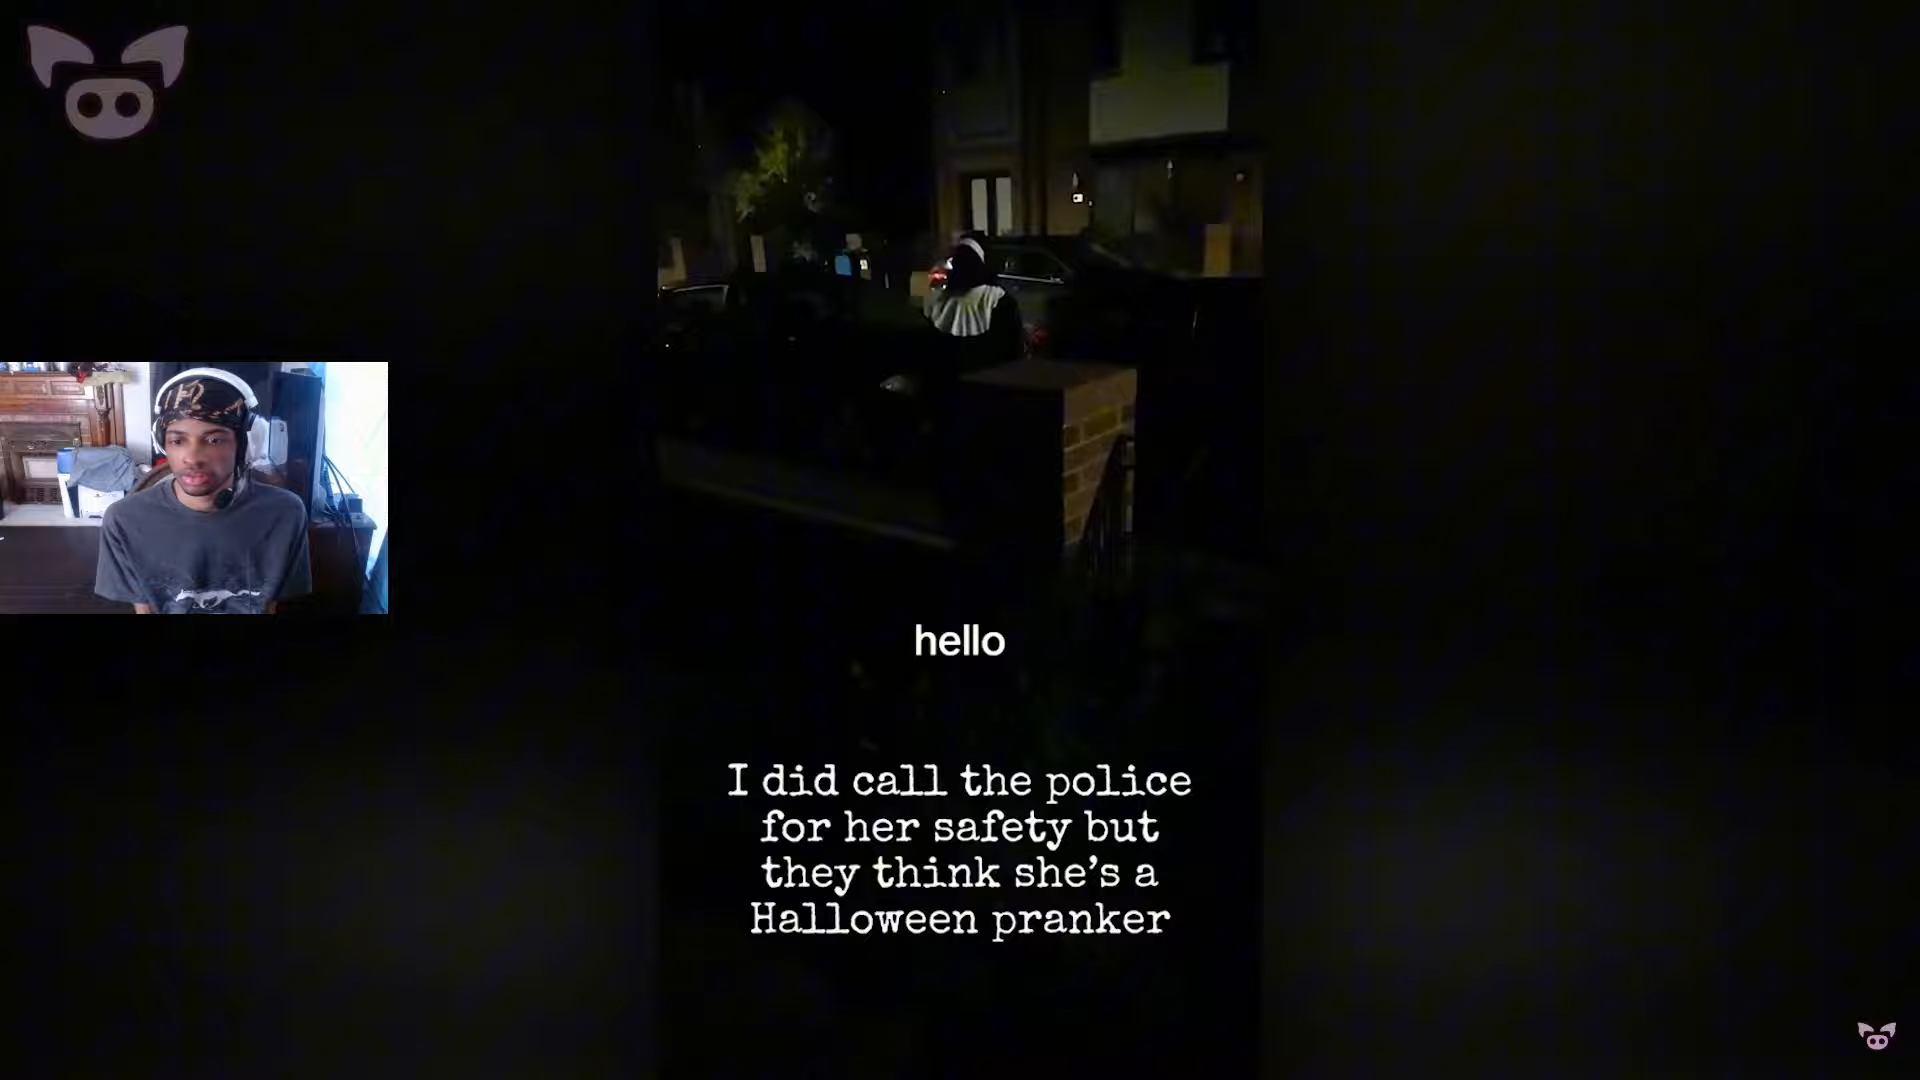 hello
I did call the police
for her safety but
they think she's a
Halloween pranker